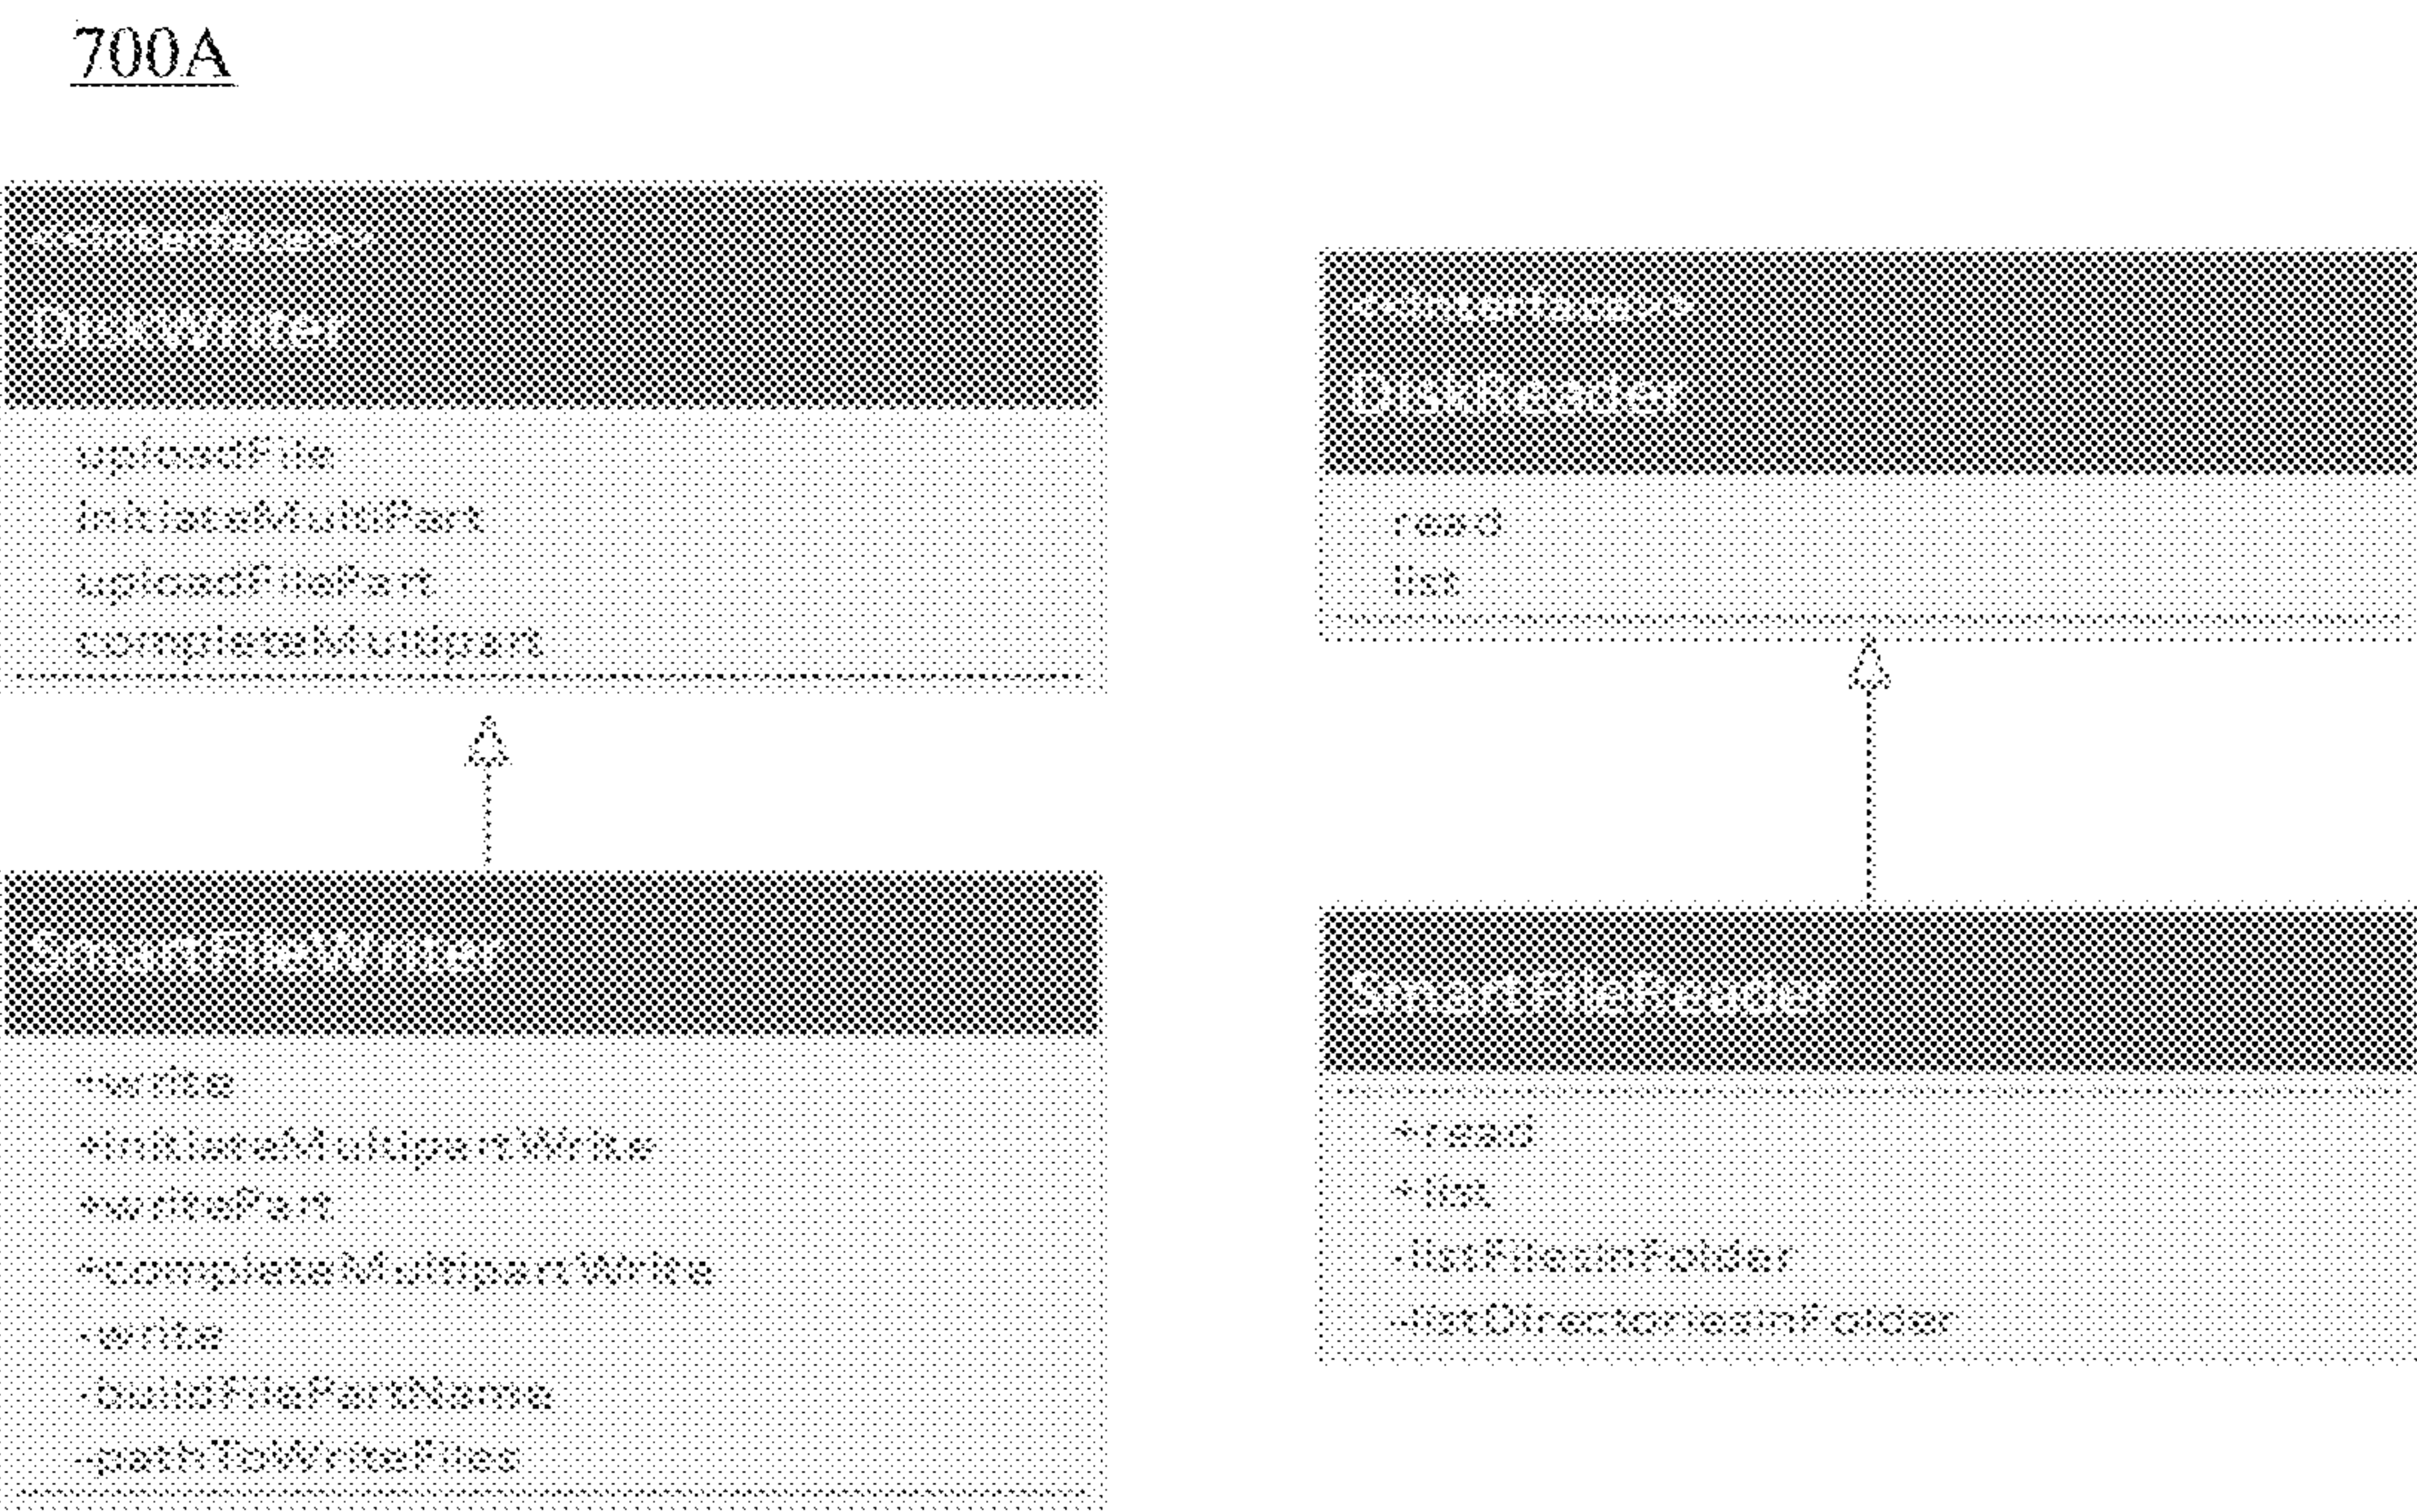 700A
<<interface>>
DiskWriter
uploadFile
initiateMultiPart
uploadFilePart
completeMultipart
SmartFileWriter
+write
+initiateMultipartWrite
+writePart
+completeMultipartWrite
-write
-buildFilePartName
-pathToWriteFiles
<<interface>>
DiskReader
read
list
SmartFileReader
+read
+list
-listFilesInFolder
-listDirectoriesInFolder